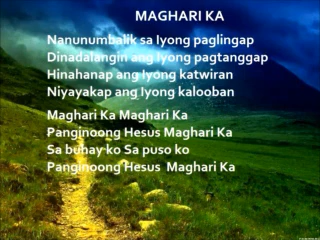 MAGHARI KA
Nanunumbalik sa Iyong paglingap
Dinadalangin ang Iyong pagtanggap
Hinahanap ang Iyong katwiran
Niyayakap ang Iyong kalooban
Maghari Ka Maghari Ka
Panginoong Hesus Maghari Ka
Sa buhay ko Sa puso ko
Panginoong Hesus Maghari Ka